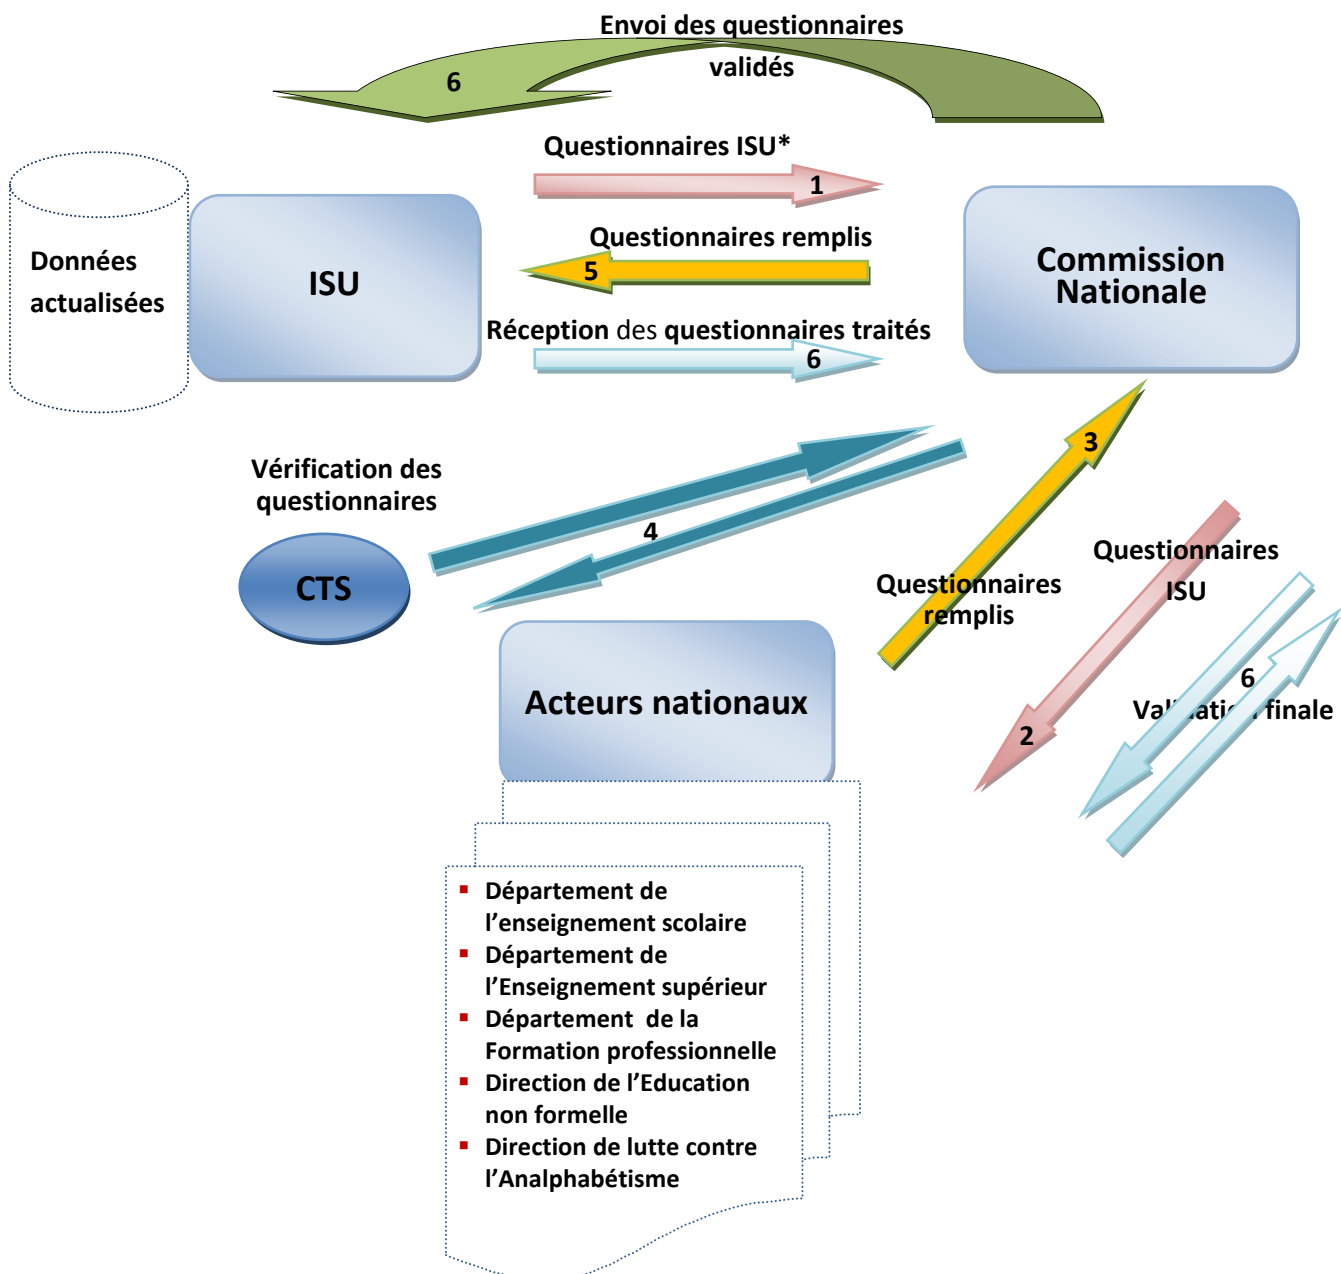 Envoi des questionnaires
validés
6
Questionnaires ISU*
1
Données
actualisées
ISU
Questionnaires remplis
5
Commission
Nationale
Réception des questionnaires traités
6
3
Vérification des
questionnaires
4
CTS
Questionnaires
ISU
Questionnaires
remplis
6
Validation finale
2
Acteurs nationaux
▪ Département de
l’enseignement scolaire
▪ Département de
l’Enseignement supérieur
▪ Département de la
Formation professionnelle
▪ Direction de l’Education
non formelle
▪ Direction de lutte contre
l’Analphabétisme